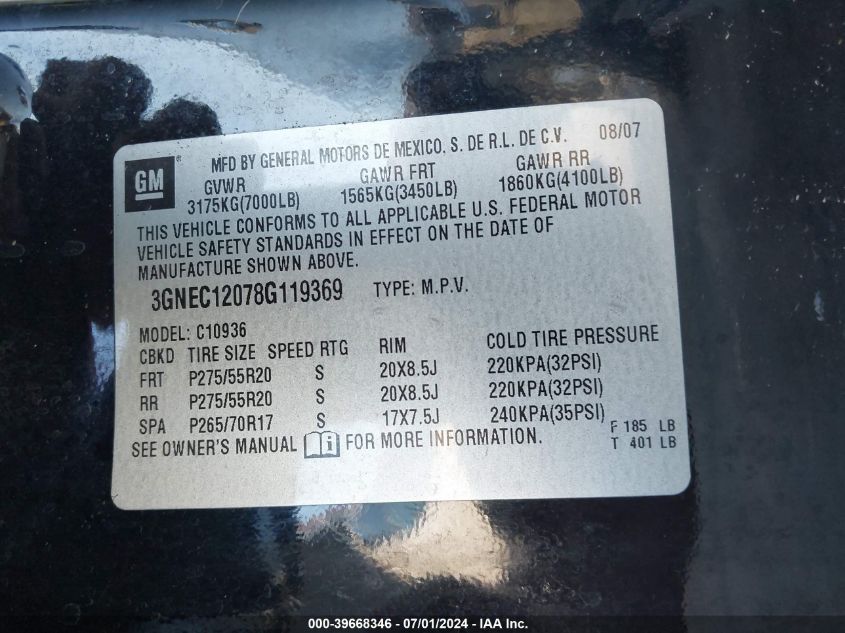 GM
MFD BY GENERAL MOTORS DE MEXICO, S. DE R.L. DE C.V. 08/07
GVWR GAWR FRT GAWR RR
3175KG(7000LB) 1565KG(3450LB) 1860KG(4100LB)
THIS VEHICLE CONFORMS TO ALL APPLICABLE U.S. FEDERAL MOTOR
VEHICLE SAFETY STANDARDS IN EFFECT ON THE DATE OF
MANUFACTURE SHOWN ABOVE.
3GNEC12078G119369 TYPE: M.P.V.
MODEL: C10936
CBKD TIRE SIZE SPEED RTG RIM COLD TIRE PRESSURE
FRT P275/55R20 S 20X8.5J 220KPA(32PSI)
RR P275/55R20 S 20X8.5J 220KPA(32PSI)
SPA P265/70R17 S 17X7.5J 240KPA(35PSI)
SEE OWNER'S MANUAL i FOR MORE INFORMATION.
F 185 LB
T 401 LB
000-39668346 - 07/01/2024 - IAA Inc.